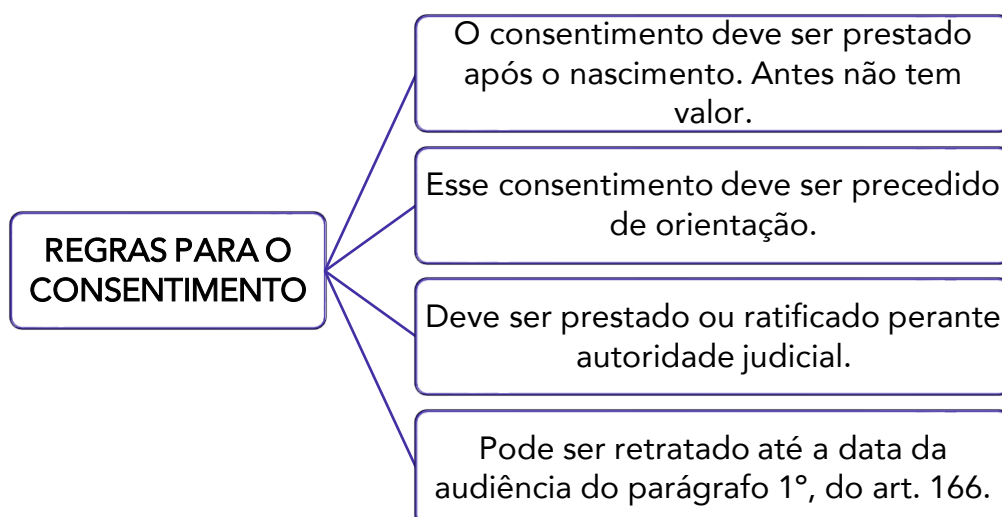 REGRAS PARA O
CONSENTIMENTO
O consentimento deve ser prestado
após o nascimento. Antes não tem
valor.
Esse consentimento deve ser precedido
de orientação.
Deve ser prestado ou ratificado perante
autoridade judicial.
Pode ser retratado até a data da
audiência do parágrafo 1º, do art. 166.